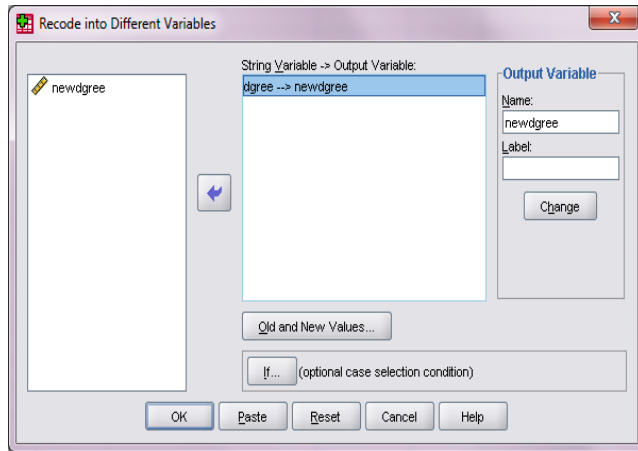 Recode into Different Variables
x
newdgree
String Variable -> Output Variable:
dgree --> newdgree
Output Variable
Name:
newdgree
Label:
Change
Old and New Values...
If... (optional case selection condition)
OK Paste Reset Cancel Help